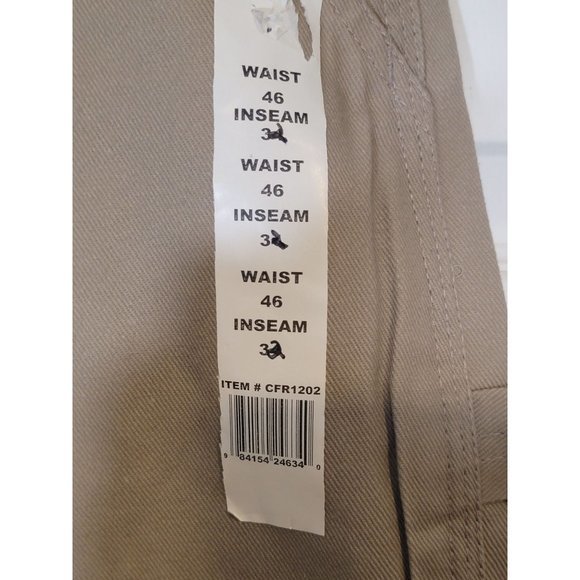 WAIST
46
INSEAM
WAIST
46
INSEAM
WAIST
46
INSEAM
ITEM # CFR1202
9 84154 24634 0